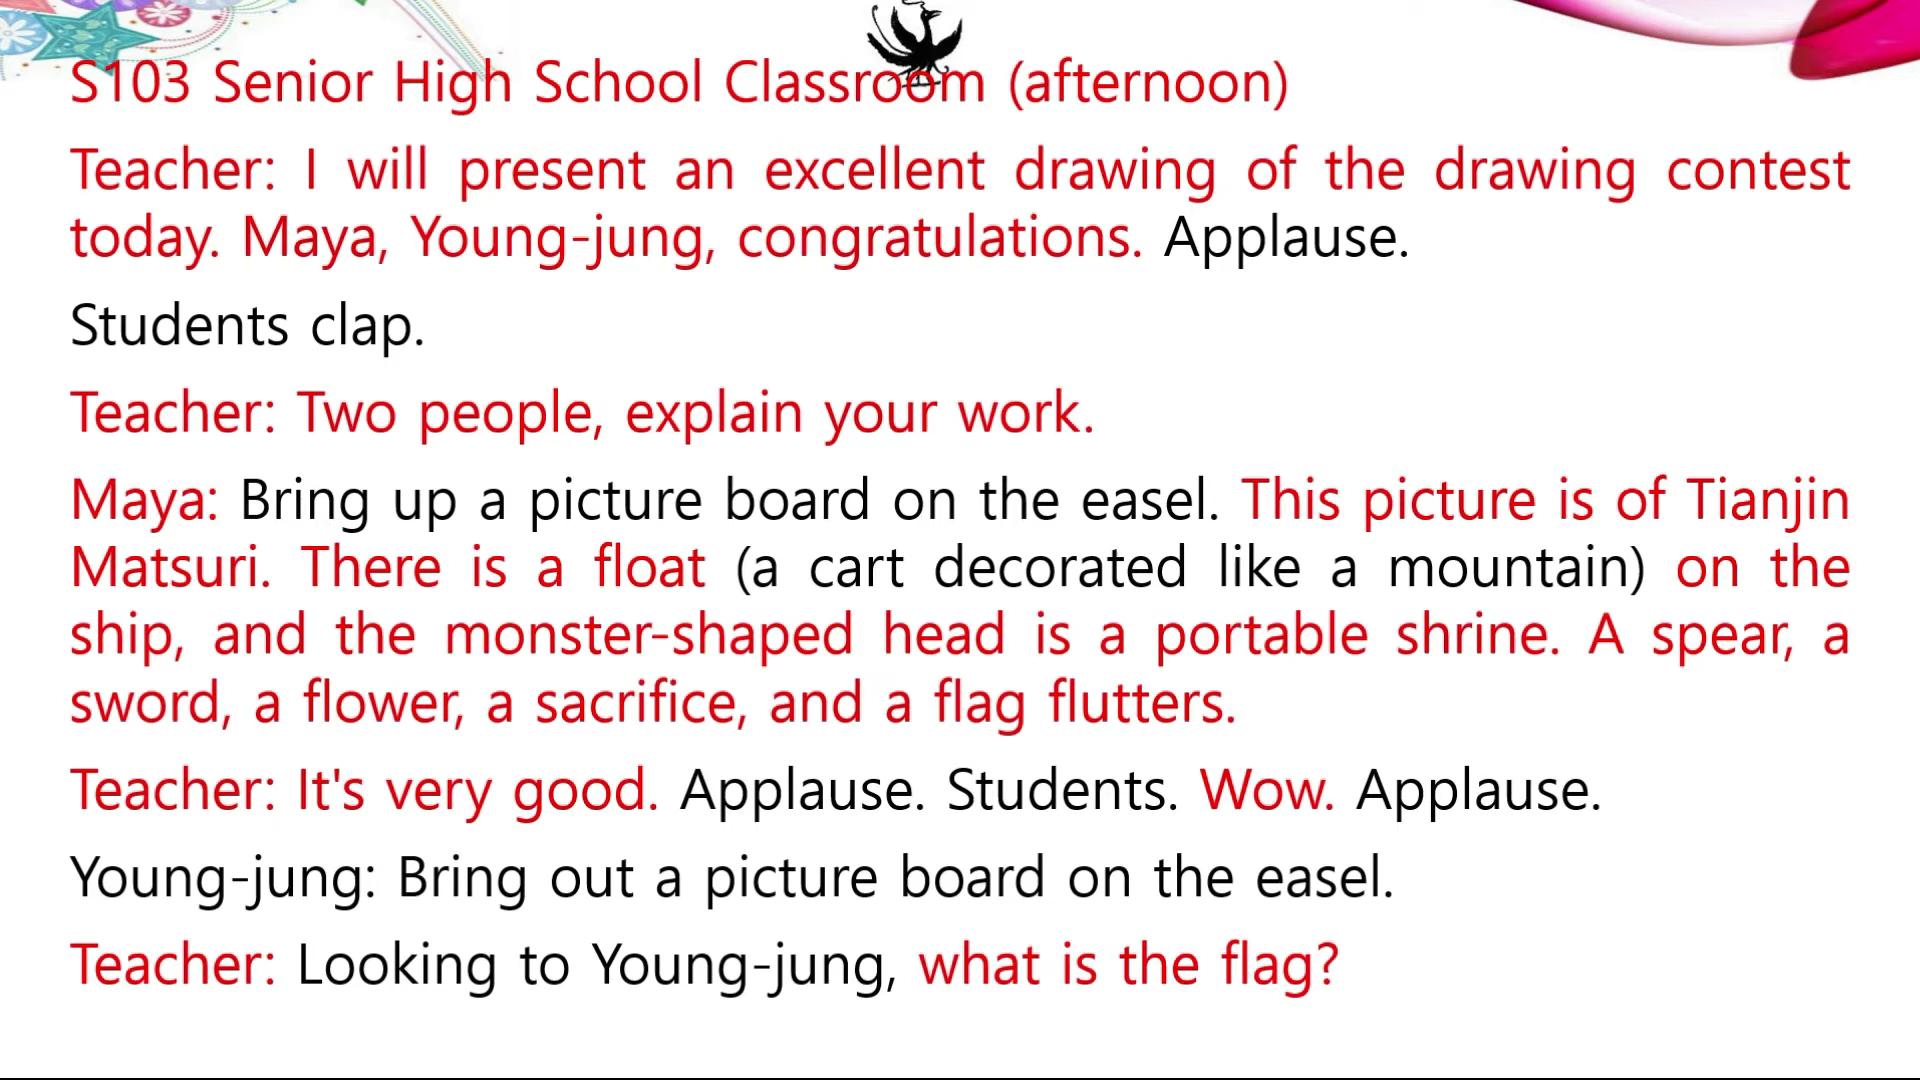 S103 Senior High School Classroom (afternoon)
Teacher: I will present an excellent drawing of the drawing contest
today. Maya, Young-jung, congratulations. Applause.
Students clap.
Teacher: Two people, explain your work.
Maya: Bring up a picture board on the easel. This picture is of Tianjin
Matsuri. There is a float (a cart decorated like a mountain) on the
ship, and the monster-shaped head is a portable shrine. A spear, a
sword, a flower, a sacrifice, and a flag flutters.
Teacher: It's very good. Applause. Students. Wow. Applause.
Young-jung: Bring out a picture board on the easel.
Teacher: Looking to Young-jung, what is the flag?